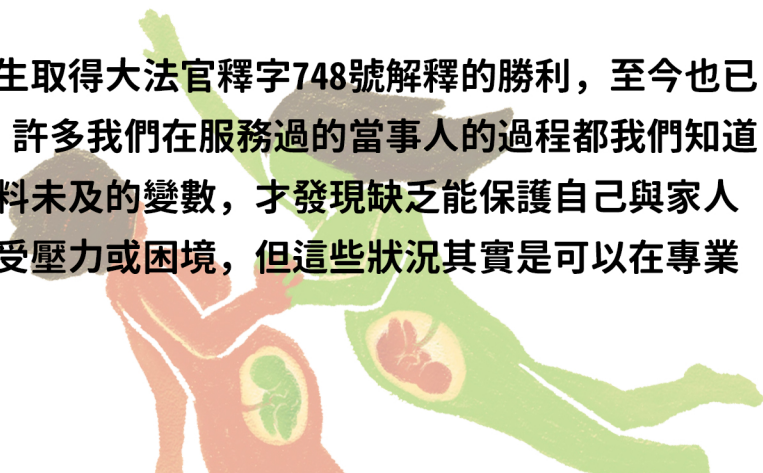 生取得大法官釋字748號解釋的勝利，至今也已
許多我們在服務過的當事人的過程都我們知道
料未及的變數，才發現缺乏能保護自己與家人
受壓力或困境，但這些狀況其實是可以在專業